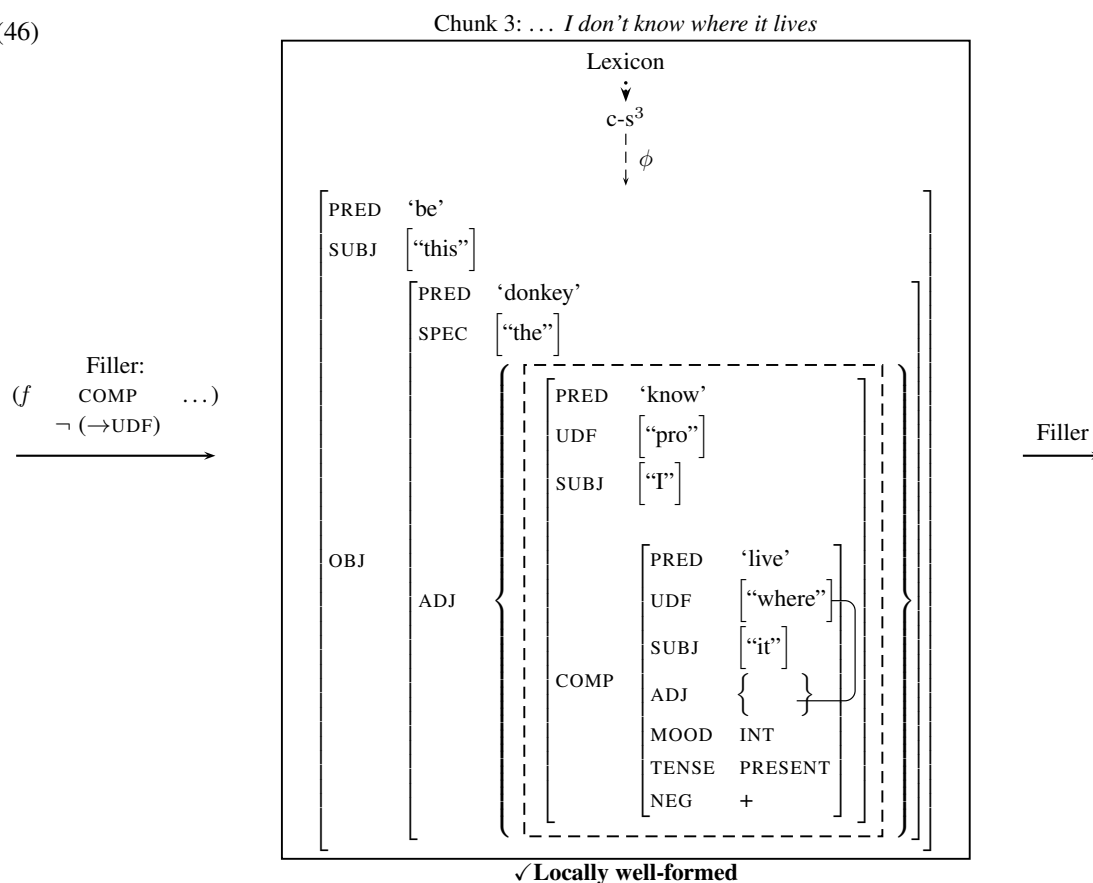 (46)
Chunk 3: . . . I don't know where it lives
Lexicon
c-s³
ϕ
PRED ‘be’
SUBJ [“this”]
PRED ‘donkey’
SPEC [“the”]
Filler:
(f COMP . . .)
¬ (→UDF)
PRED ‘know’
UDF [“pro”]
Filler
SUBJ [“I”]
OBJ
PRED ‘live’
ADJ
UDF [“where”]
SUBJ [“it”]
COMP
ADJ { }
MOOD INT
TENSE PRESENT
NEG +
✓Locally well-formed